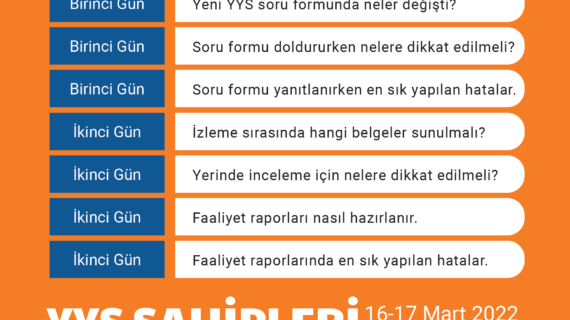 Birinci Gün Yeni YYS soru formunda neler değişti?
Birinci Gün Soru formu doldururken nelere dikkat edilmeli?
Birinci Gün Soru formu yanıtlanırken en sık yapılan hatalar.
İkinci Gün İzleme sırasında hangi belgeler sunulmalı?
İkinci Gün Yerinde inceleme için nelere dikkat edilmeli?
İkinci Gün Faaliyet raporları nasıl hazırlanır.
İkinci Gün Faaliyet raporlarında en sık yapılan hatalar.
YYS SAHİPLERİ 16-17 Mart 2022